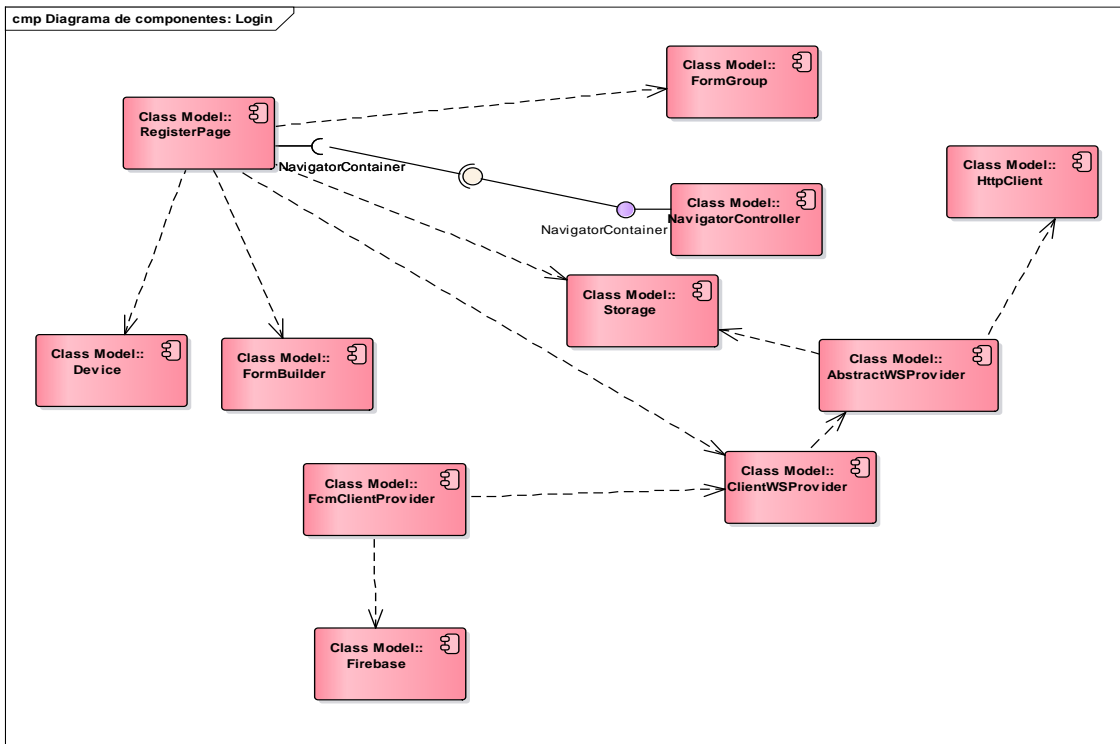 cmp Diagrama de componentes: Login
Class Model::
FormGroup
Class Model::
RegisterPage
NavigatorContainer
Class Model::
HttpClient
Class Model::
NavigatorController
NavigatorContainer
Class Model::
Storage
Class Model::
Device
Class Model::
FormBuilder
Class Model::
AbstractWSProvider
Class Model::
ClientWSProvider
Class Model::
FcmClientProvider
Class Model::
Firebase